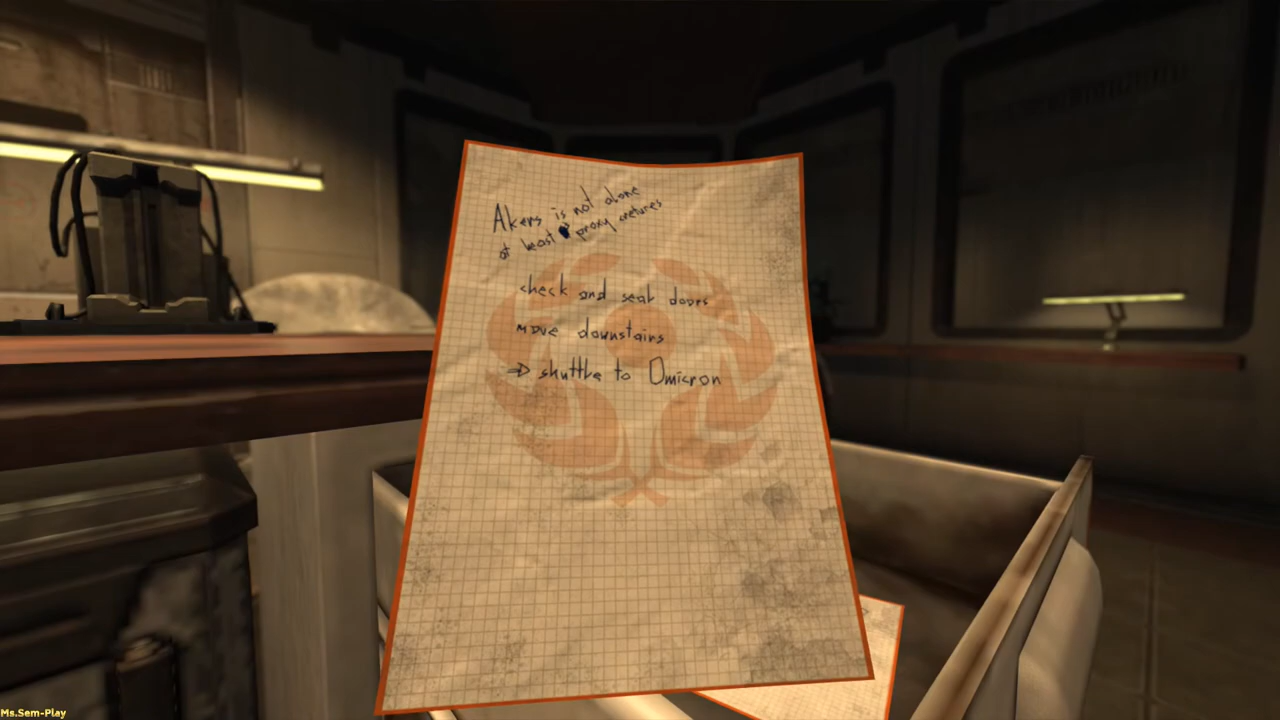 Akers is not alone
at least proxy cretures
check and seal doors
move downstairs
⇒ shuttle to Omicron
Ms.Sem-Play